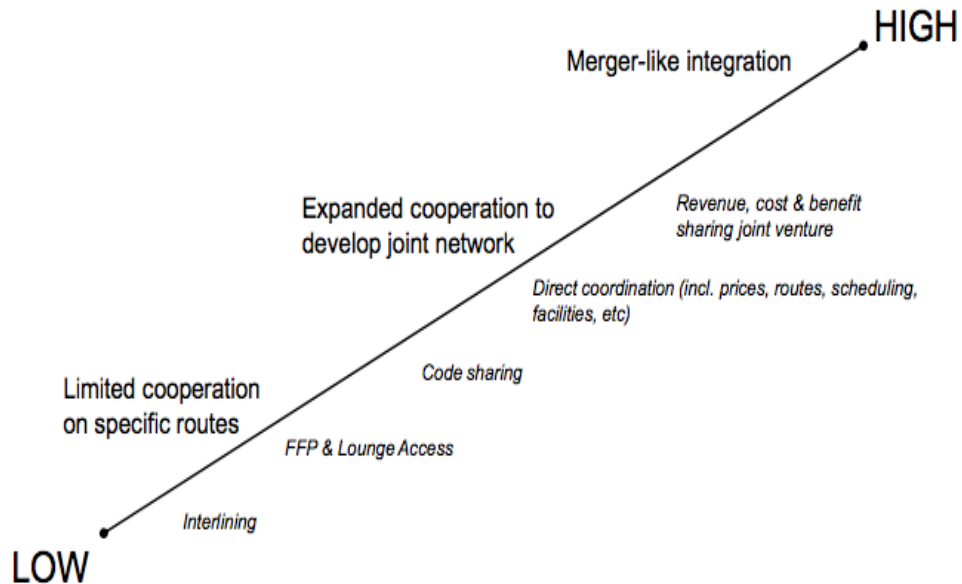 HIGH
Merger-like integration
Revenue, cost & benefit
sharing joint venture
Expanded cooperation to
develop joint network
Direct coordination (incl. prices, routes, scheduling,
facilities, etc)
Code sharing
Limited cooperation
on specific routes
FFP & Lounge Access
Interlining
LOW